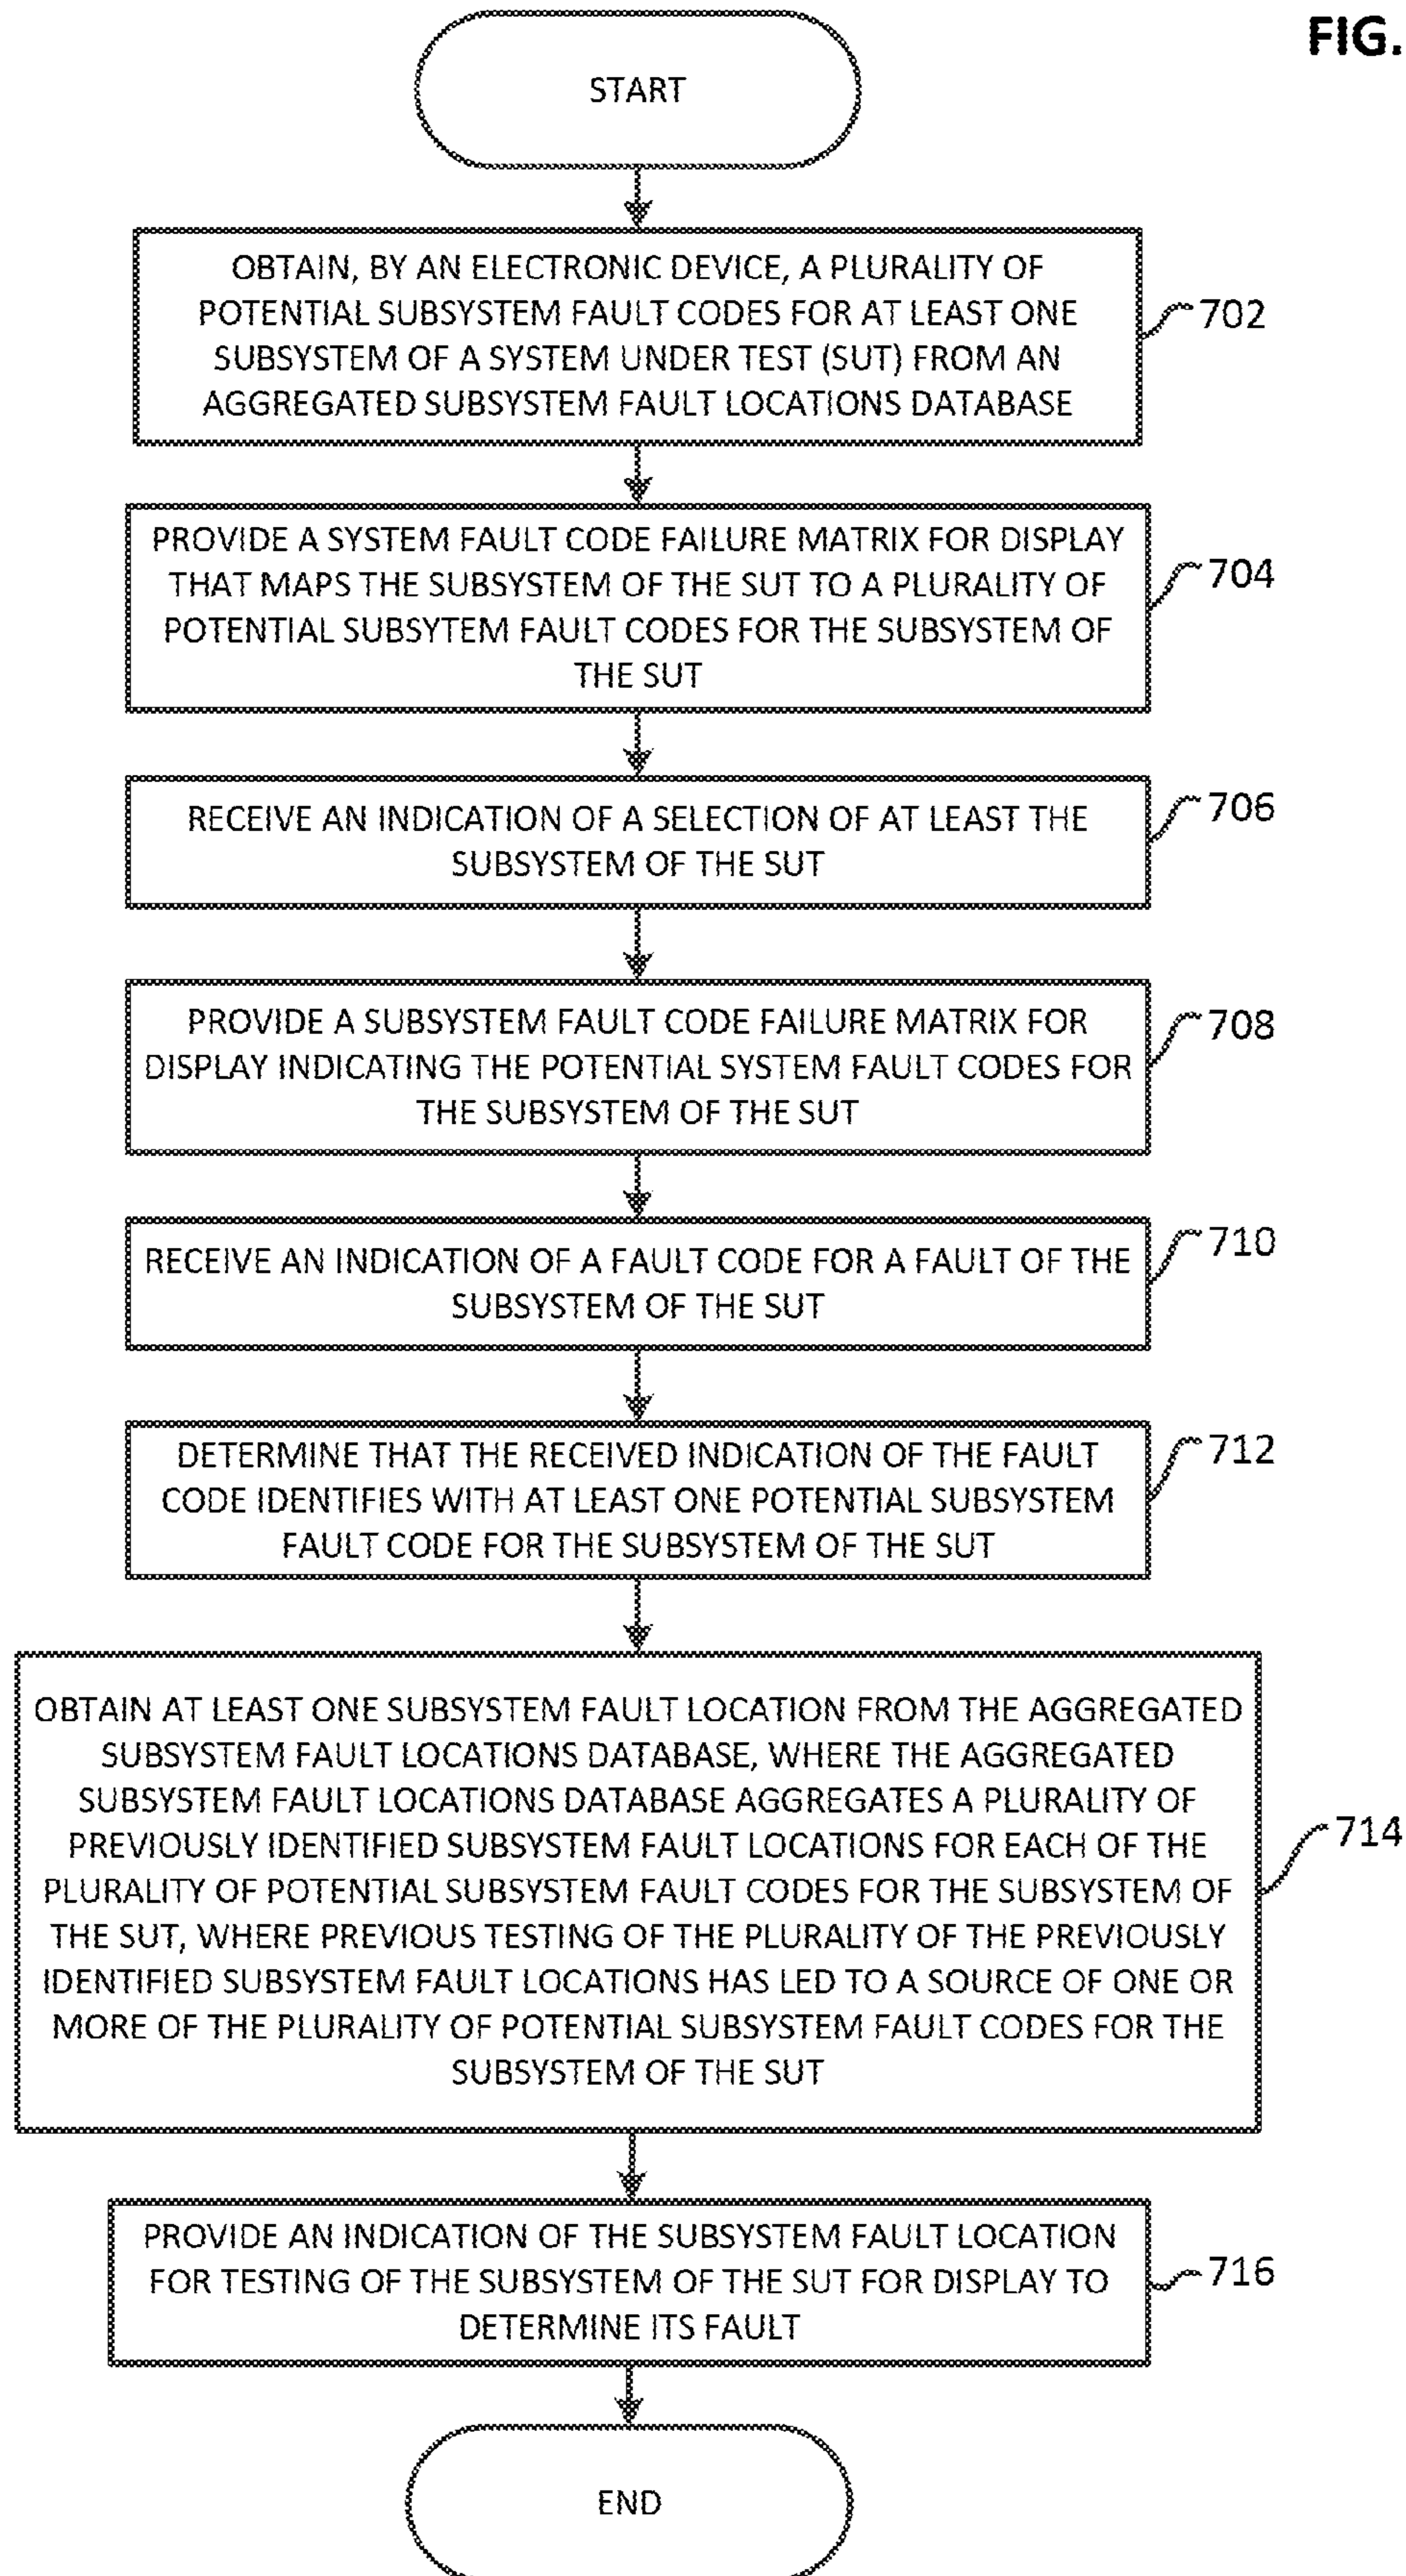 FIG.
START
OBTAIN, BY AN ELECTRONIC DEVICE, A PLURALITY OF
POTENTIAL SUBSYSTEM FAULT CODES FOR AT LEAST ONE
SUBSYSTEM OF A SYSTEM UNDER TEST (SUT) FROM AN
AGGREGATED SUBSYSTEM FAULT LOCATIONS DATABASE
702
PROVIDE A SYSTEM FAULT CODE FAILURE MATRIX FOR DISPLAY
THAT MAPS THE SUBSYSTEM OF THE SUT TO A PLURALITY OF
POTENTIAL SUBSYTEM FAULT CODES FOR THE SUBSYSTEM OF
THE SUT
704
RECEIVE AN INDICATION OF A SELECTION OF AT LEAST THE
SUBSYSTEM OF THE SUT
706
PROVIDE A SUBSYSTEM FAULT CODE FAILURE MATRIX FOR
DISPLAY INDICATING THE POTENTIAL SYSTEM FAULT CODES FOR
THE SUBSYSTEM OF THE SUT
708
RECEIVE AN INDICATION OF A FAULT CODE FOR A FAULT OF THE
SUBSYSTEM OF THE SUT
710
DETERMINE THAT THE RECEIVED INDICATION OF THE FAULT
CODE IDENTIFIES WITH AT LEAST ONE POTENTIAL SUBSYSTEM
FAULT CODE FOR THE SUBSYSTEM OF THE SUT
712
OBTAIN AT LEAST ONE SUBSYSTEM FAULT LOCATION FROM THE AGGREGATED
SUBSYSTEM FAULT LOCATIONS DATABASE, WHERE THE AGGREGATED
SUBSYSTEM FAULT LOCATIONS DATABASE AGGREGATES A PLURALITY OF
PREVIOUSLY IDENTIFIED SUBSYSTEM FAULT LOCATIONS FOR EACH OF THE
PLURALITY OF POTENTIAL SUBSYSTEM FAULT CODES FOR THE SUBSYSTEM OF
THE SUT, WHERE PREVIOUS TESTING OF THE PLURALITY OF THE PREVIOUSLY
IDENTIFIED SUBSYSTEM FAULT LOCATIONS HAS LED TO A SOURCE OF ONE OR
MORE OF THE PLURALITY OF POTENTIAL SUBSYSTEM FAULT CODES FOR THE
SUBSYSTEM OF THE SUT
714
PROVIDE AN INDICATION OF THE SUBSYSTEM FAULT LOCATION
FOR TESTING OF THE SUBSYSTEM OF THE SUT FOR DISPLAY TO
DETERMINE ITS FAULT
716
END